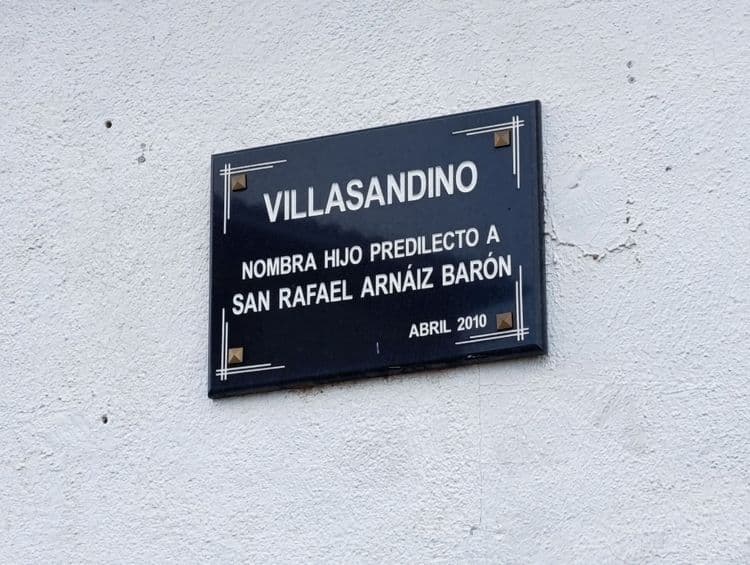 VILLASANDINO
NOMBRA HIJO PREDILECTO A
SAN RAFAEL ARNÁIZ BARÓN
ABRIL 2010